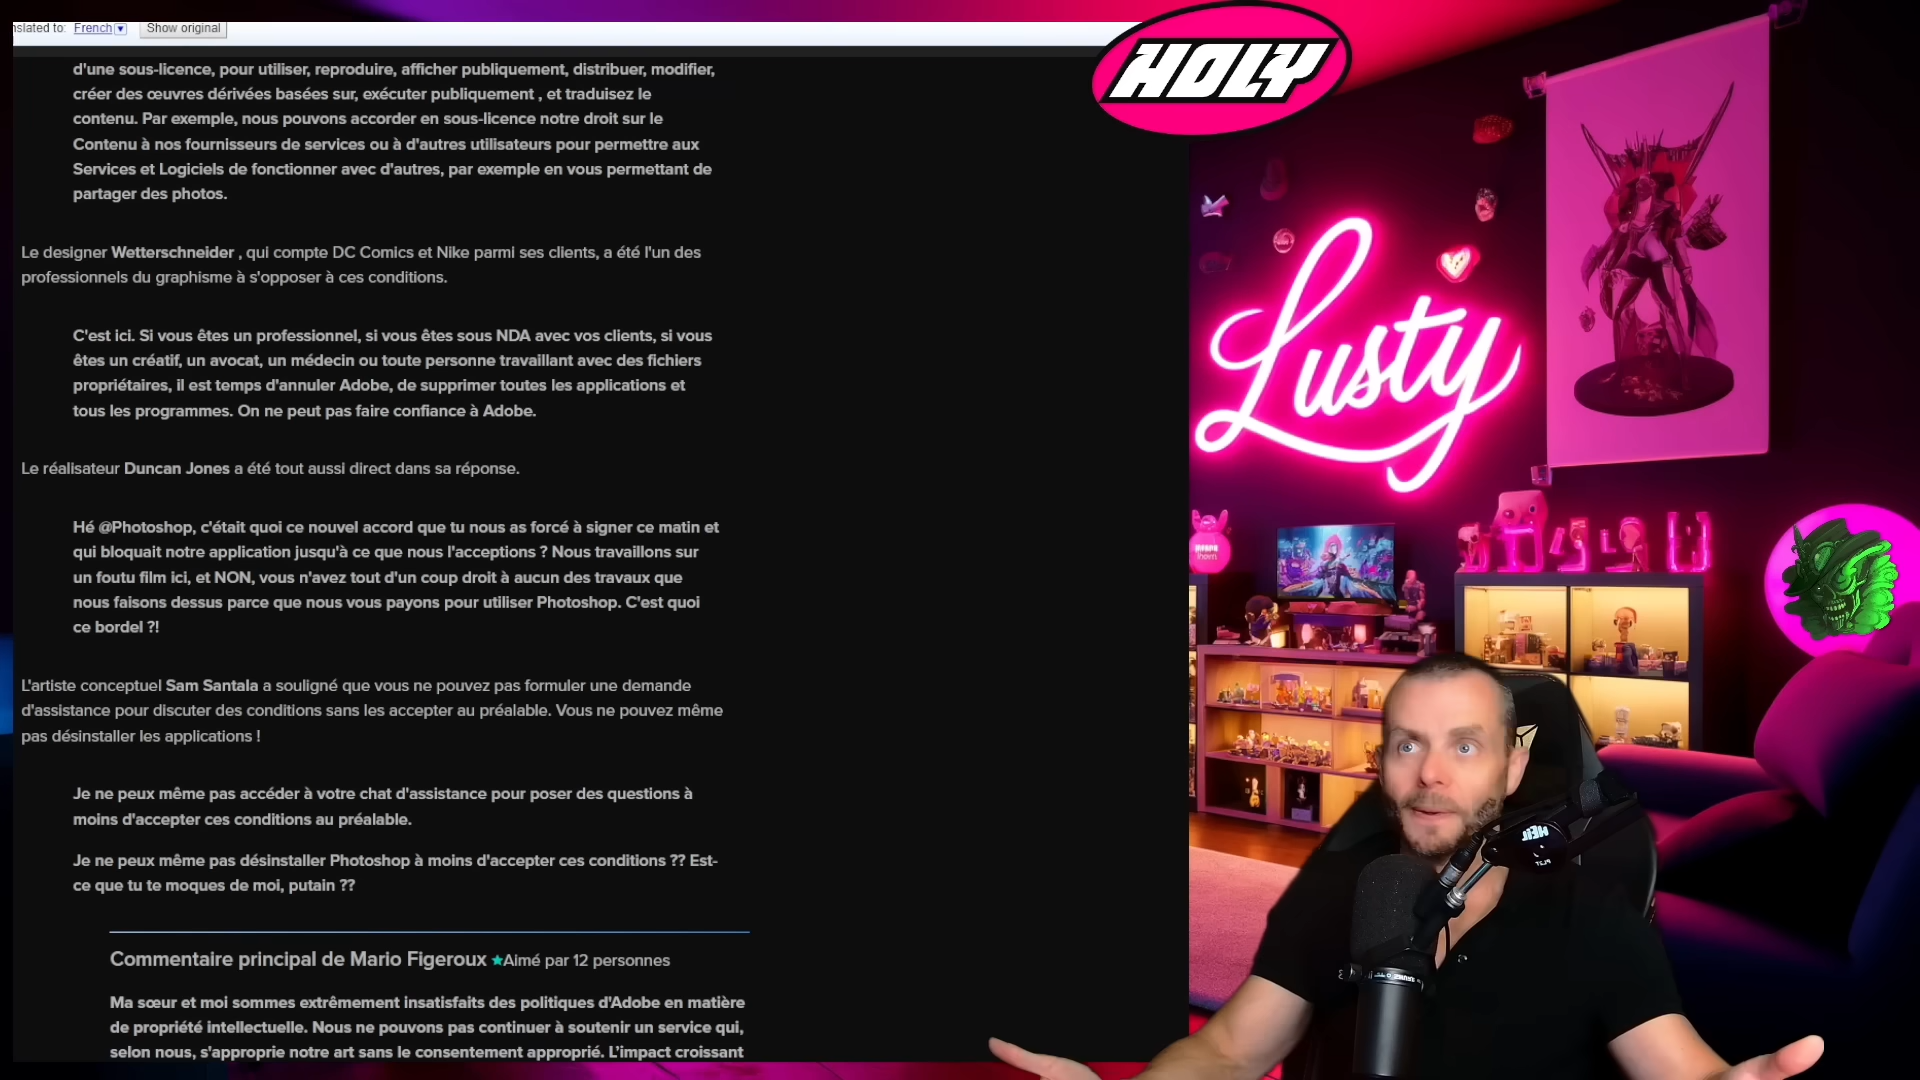 nslated to: French Show original
d'une sous-licence, pour utiliser, reproduire, afficher publiquement, distribuer, modifier,
créer des œuvres dérivées basées sur, exécuter publiquement , et traduisez le
contenu. Par exemple, nous pouvons accorder en sous-licence notre droit sur le
Contenu à nos fournisseurs de services ou à d'autres utilisateurs pour permettre aux
Services et Logiciels de fonctionner avec d'autres, par exemple en vous permettant de
partager des photos.
Le designer Wetterschneider , qui compte DC Comics et Nike parmi ses clients, a été l'un des
professionnels du graphisme à s'opposer à ces conditions.
C'est ici. Si vous êtes un professionnel, si vous êtes sous NDA avec vos clients, si vous
êtes un créatif, un avocat, un médecin ou toute personne travaillant avec des fichiers
propriétaires, il est temps d'annuler Adobe, de supprimer toutes les applications et
tous les programmes. On ne peut pas faire confiance à Adobe.
Le réalisateur Duncan Jones a été tout aussi direct dans sa réponse.
Hé @Photoshop, c'était quoi ce nouvel accord que tu nous as forcé à signer ce matin et
qui bloquait notre application jusqu'à ce que nous l'acceptions ? Nous travaillons sur
un foutu film ici, et NON, vous n'avez tout d'un coup droit à aucun des travaux que
nous faisons dessus parce que nous vous payons pour utiliser Photoshop. C'est quoi
ce bordel ?!
L'artiste conceptuel Sam Santala a souligné que vous ne pouvez pas formuler une demande
d'assistance pour discuter des conditions sans les accepter au préalable. Vous ne pouvez même
pas désinstaller les applications !
Je ne peux même pas accéder à votre chat d'assistance pour poser des questions à
moins d'accepter ces conditions au préalable.
Je ne peux même pas désinstaller Photoshop à moins d'accepter ces conditions ?? Est-
ce que tu te moques de moi, putain ??
Commentaire principal de Mario Figeroux ★Aimé par 12 personnes
Ma sœur et moi sommes extrêmement insatisfaits des politiques d'Adobe en matière
de propriété intellectuelle. Nous ne pouvons pas continuer à soutenir un service qui,
selon nous, s'approprie notre art sans le consentement approprié. L'impact croissant
HOLY
Lusty